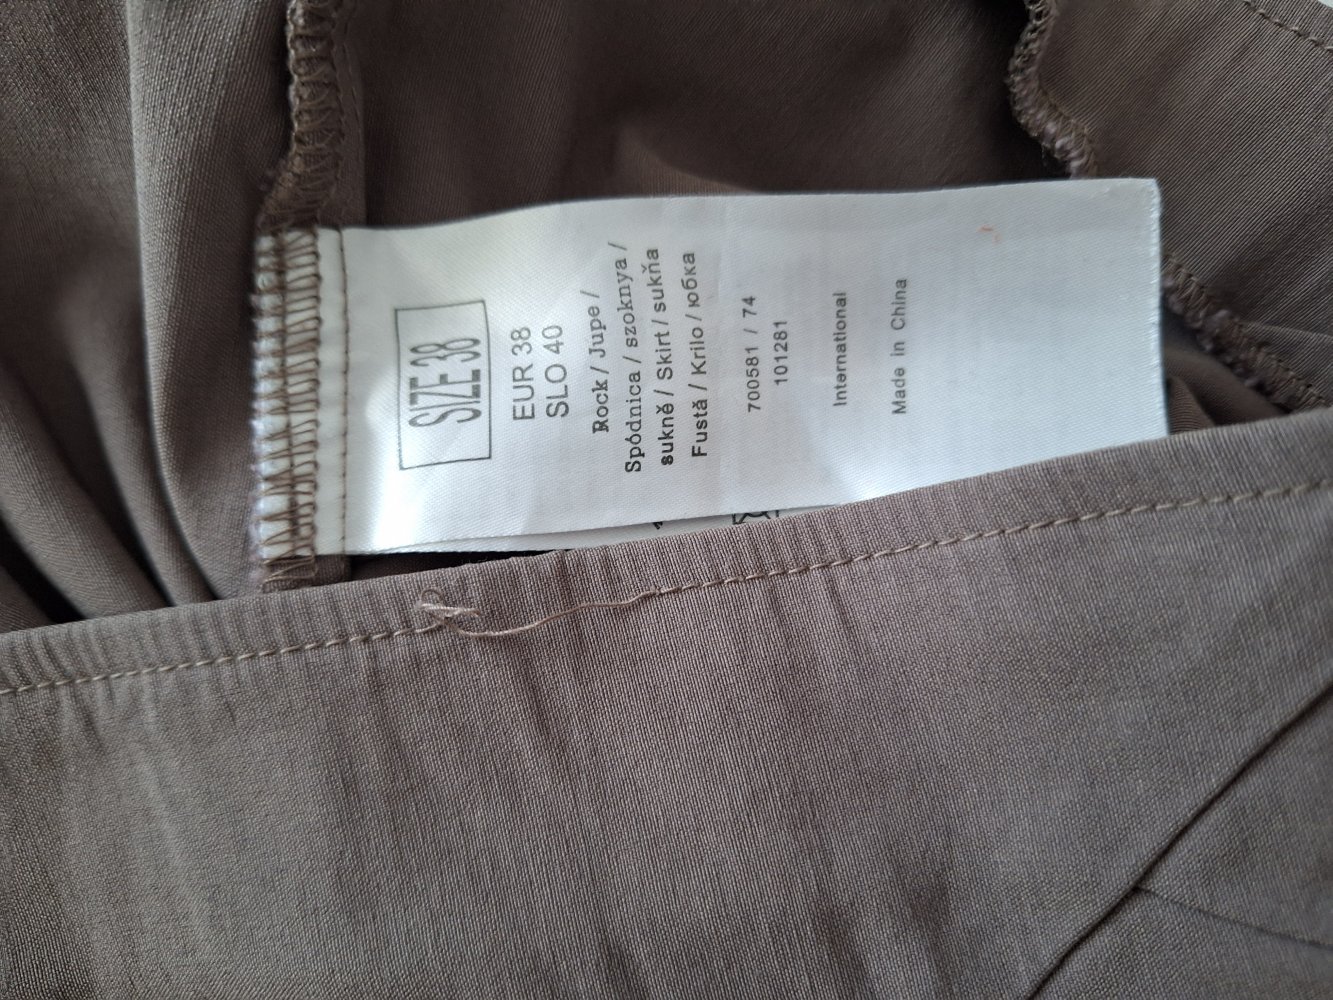 SIZE 38
EUR 38
SLO 40
Rock / Jupe /
Spódnica / szoknya /
sukně / Skirt / sukňa
Fustă / Krilo / юбка
700581 / 74
101281
International
Made in China